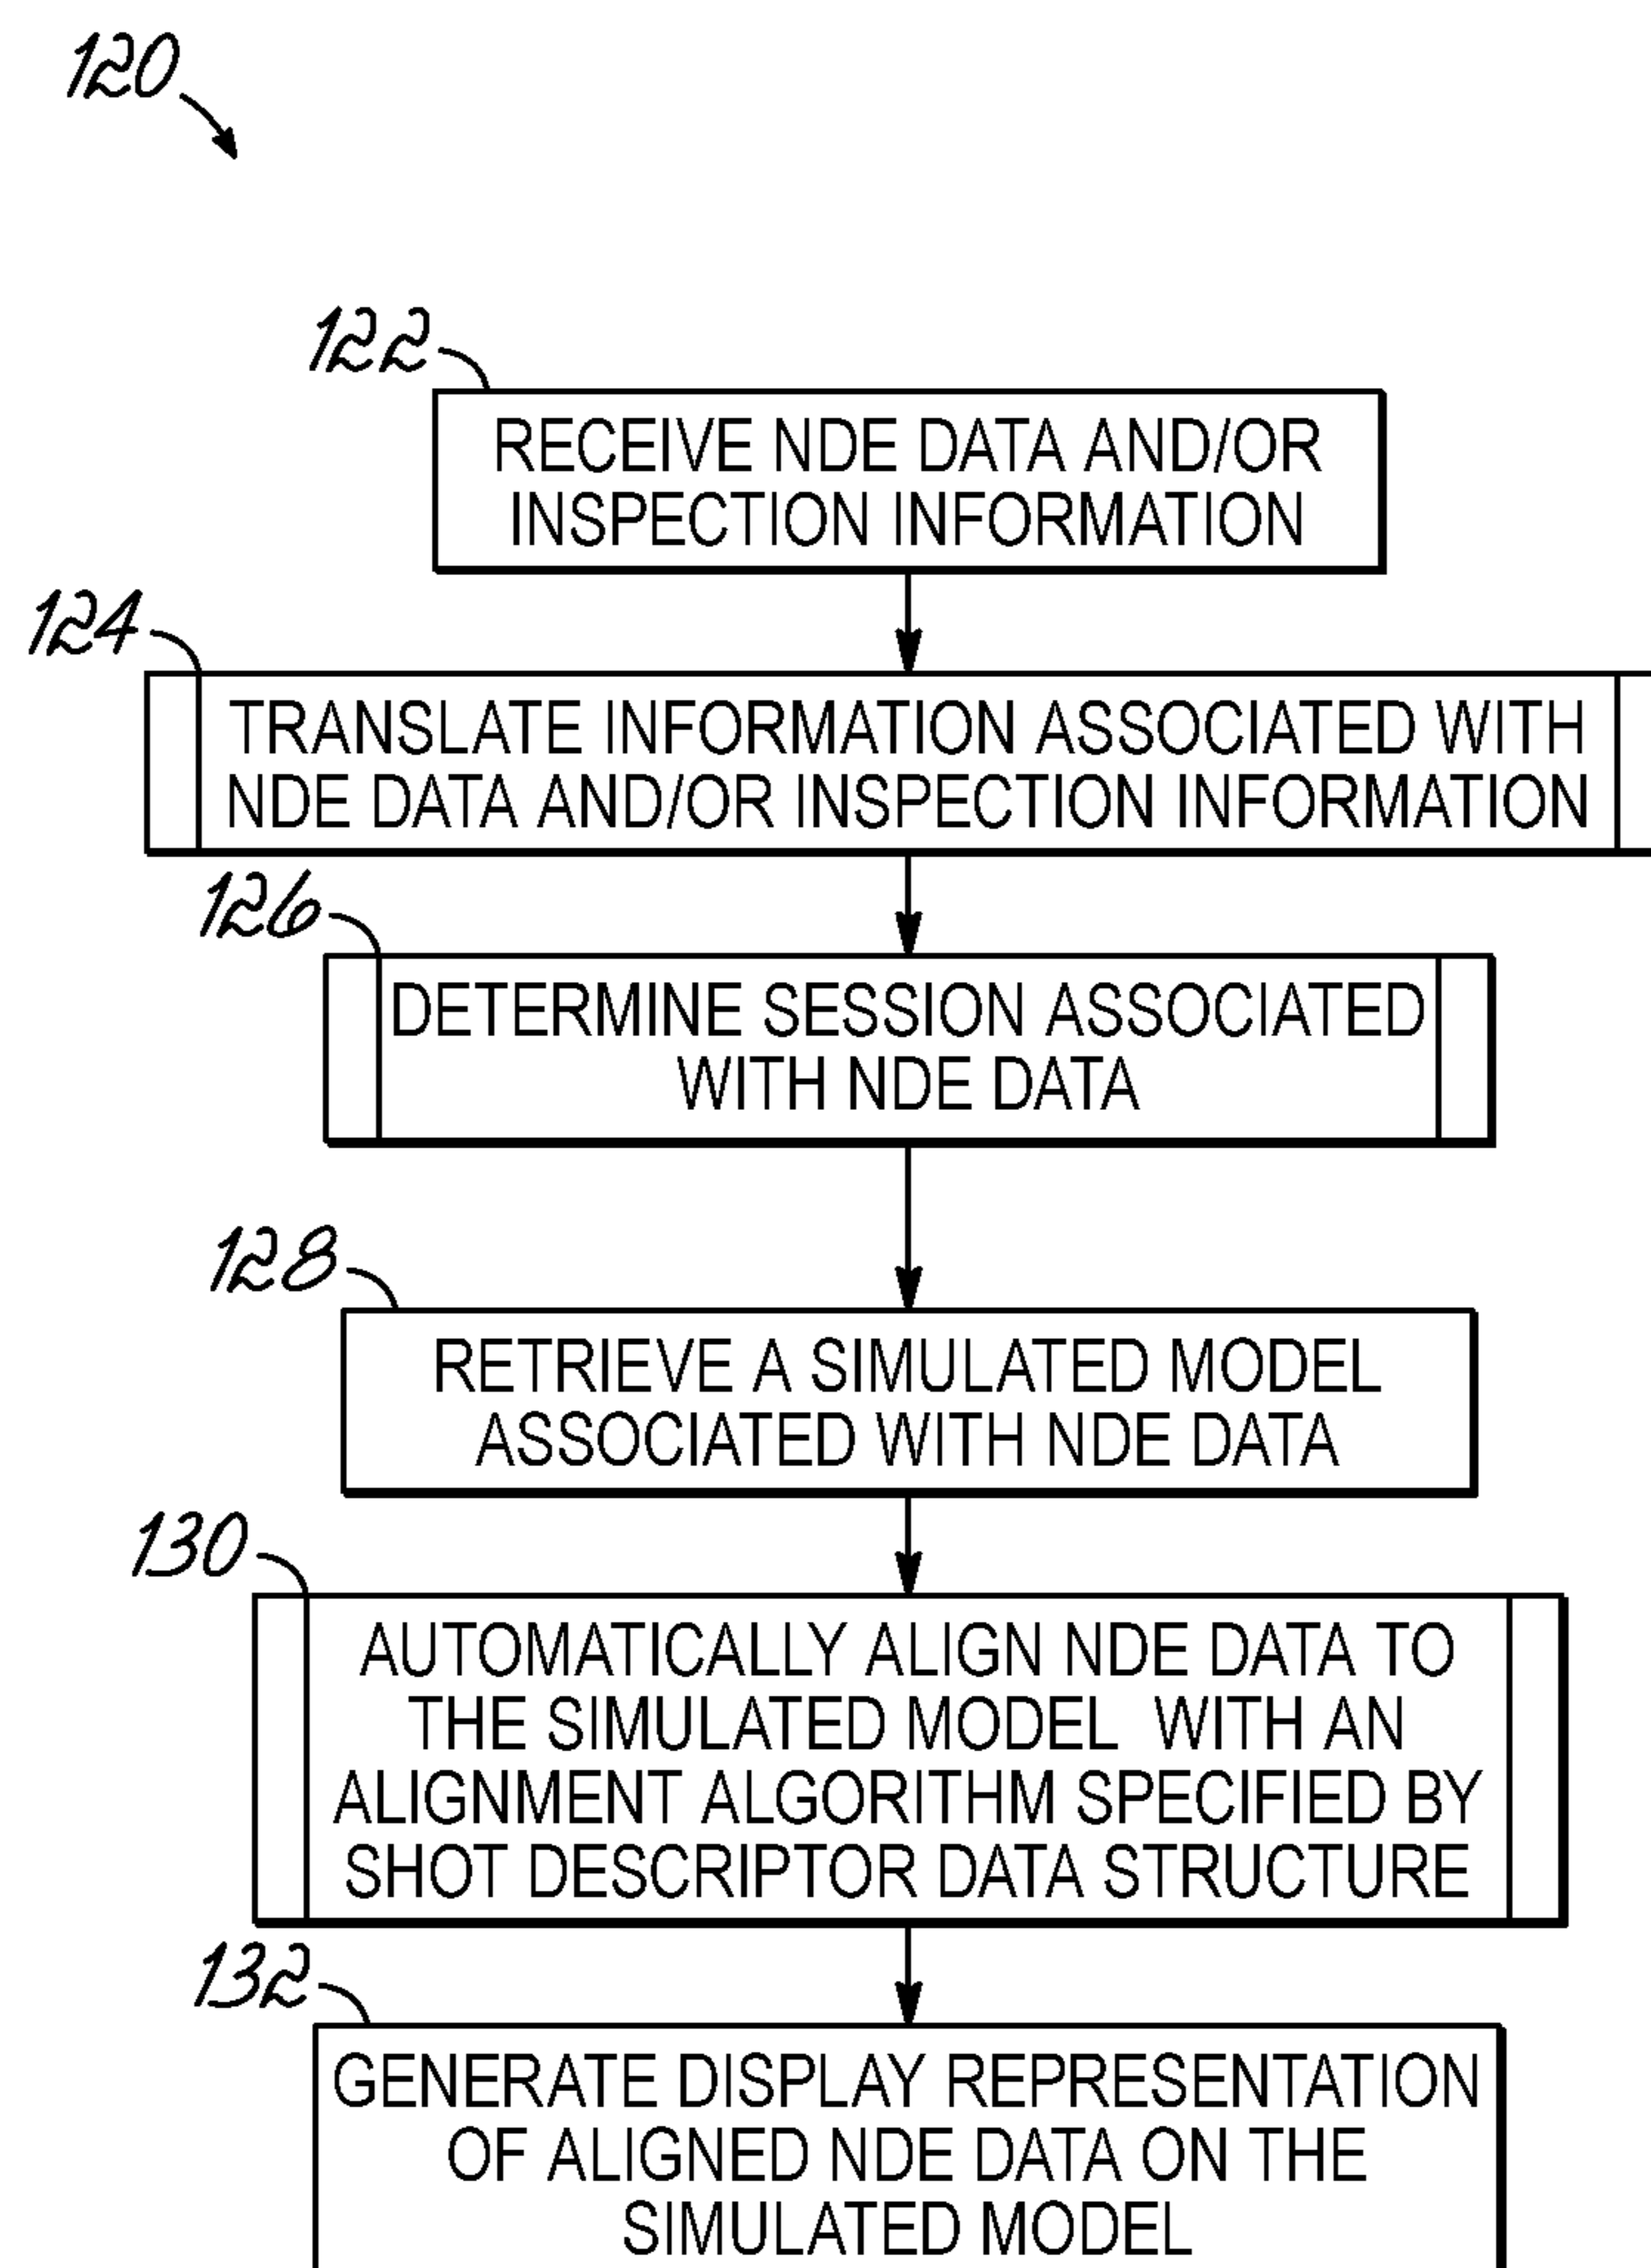 120
122
RECEIVE NDE DATA AND/OR
INSPECTION INFORMATION
124
TRANSLATE INFORMATION ASSOCIATED WITH
NDE DATA AND/OR INSPECTION INFORMATION
126
DETERMINE SESSION ASSOCIATED
WITH NDE DATA
128
RETRIEVE A SIMULATED MODEL
ASSOCIATED WITH NDE DATA
130
AUTOMATICALLY ALIGN NDE DATA TO
THE SIMULATED MODEL WITH AN
ALIGNMENT ALGORITHM SPECIFIED BY
SHOT DESCRIPTOR DATA STRUCTURE
132
GENERATE DISPLAY REPRESENTATION
OF ALIGNED NDE DATA ON THE
SIMULATED MODEL